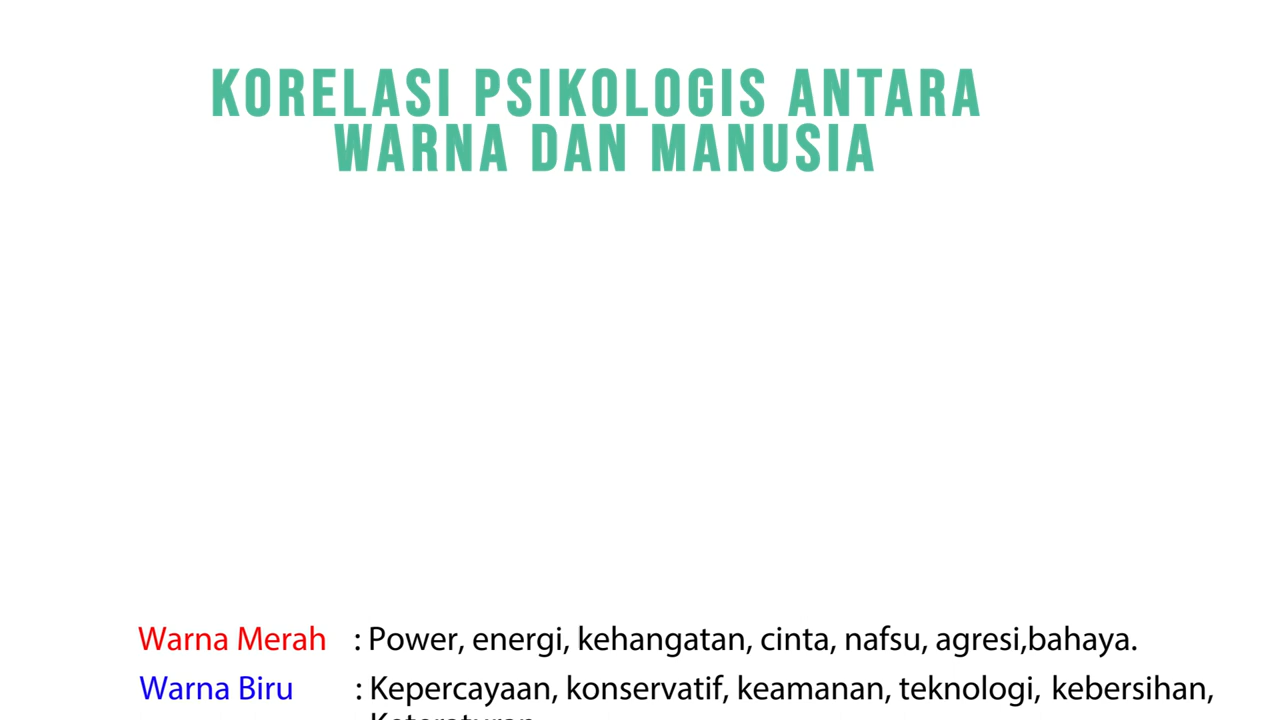 KORELASI PSIKOLOGIS ANTARA
WARNA DAN MANUSIA
Warna Merah : Power, energi, kehangatan, cinta, nafsu, agresi,bahaya.
Warna Biru : Kepercayaan, konservatif, keamanan, teknologi, kebersihan,
Keteraturan